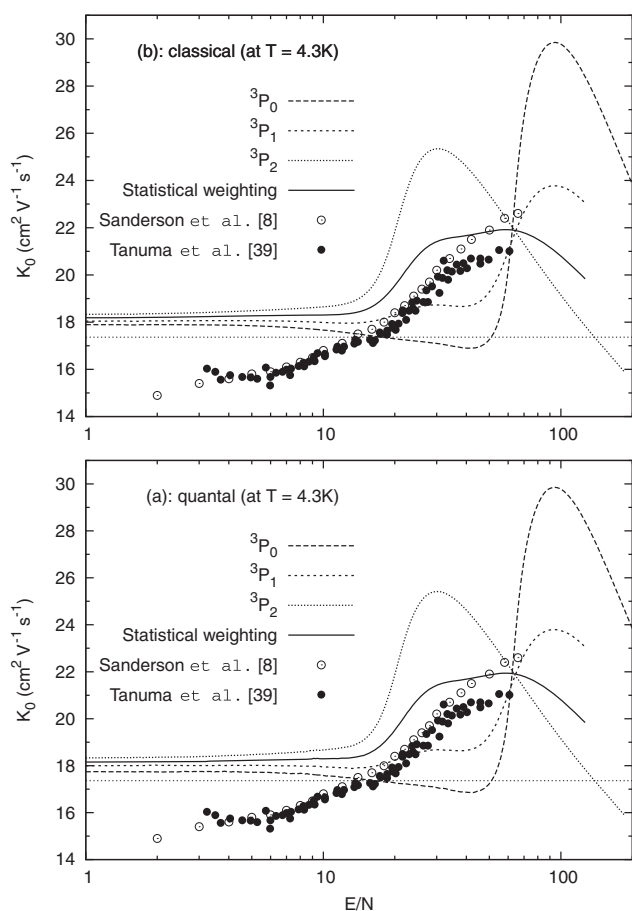 30
28
26
24
22
20
18
16
14
K0 (cm2 V-1 s-1)
(b): classical (at T = 4.3K)
3P0
3P1
3P2
Statistical weighting
Sanderson et al. [8]
Tanuma et al. [39]
1
10
100
30
28
26
24
22
20
18
16
14
K0 (cm2 V-1 s-1)
(a): quantal (at T = 4.3K)
3P0
3P1
3P2
Statistical weighting
Sanderson et al. [8]
Tanuma et al. [39]
1
10
100
E/N